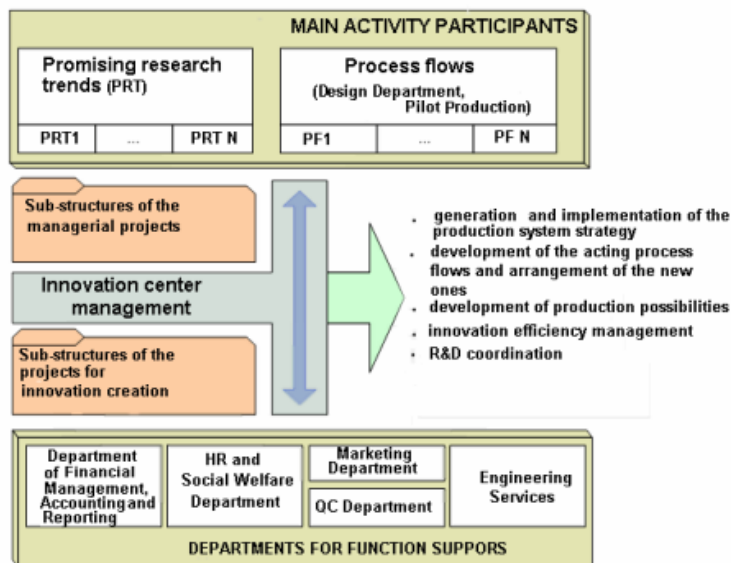 MAIN ACTIVITY PARTICIPANTS
Promising research
trends (PRT)
PRT1 ... PRT N
Process flows
(Design Department,
Pilot Production)
PF1 ... PF N
Sub-structures of the
managerial projects
Innovation center
management
Sub-structures of the
projects for
innovation creation
. generation and implementation of the
production system strategy
. development of the acting process
flows and arrangement of the new
ones
. development of production possibilities
. innovation efficiency management
. R&D coordination
Department
of Financial
Management,
Accounting and
Reporting
HR and
Social Welfare
Department
Marketing
Department
QC Department
Engineering
Services
DEPARTMENTS FOR FUNCTION SUPPORS